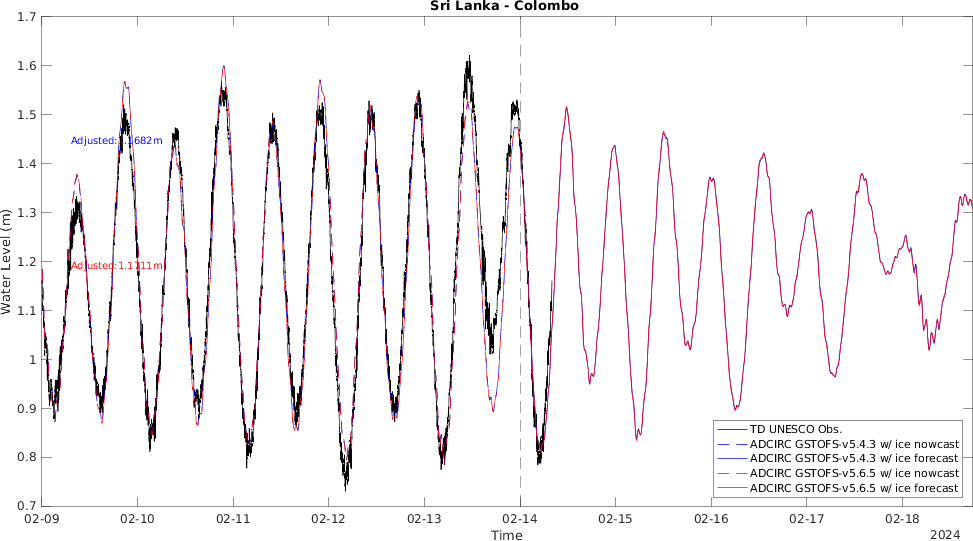 Sri Lanka - Colombo
1.7
1.6
1.5
1.4
1.3
1.2
1.1
1
0.9
0.8
0.7
Water Level (m)
Adjusted:1.1682m
Adjusted:1.1711m
TD UNESCO Obs.
ADCIRC GSTOFS-v5.4.3 w/ ice nowcast
ADCIRC GSTOFS-v5.4.3 w/ ice forecast
ADCIRC GSTOFS-v5.6.5 w/ ice nowcast
ADCIRC GSTOFS-v5.6.5 w/ ice forecast
02-09 02-10 02-11 02-12 02-13 02-14 02-15 02-16 02-17 02-18
Time
2024